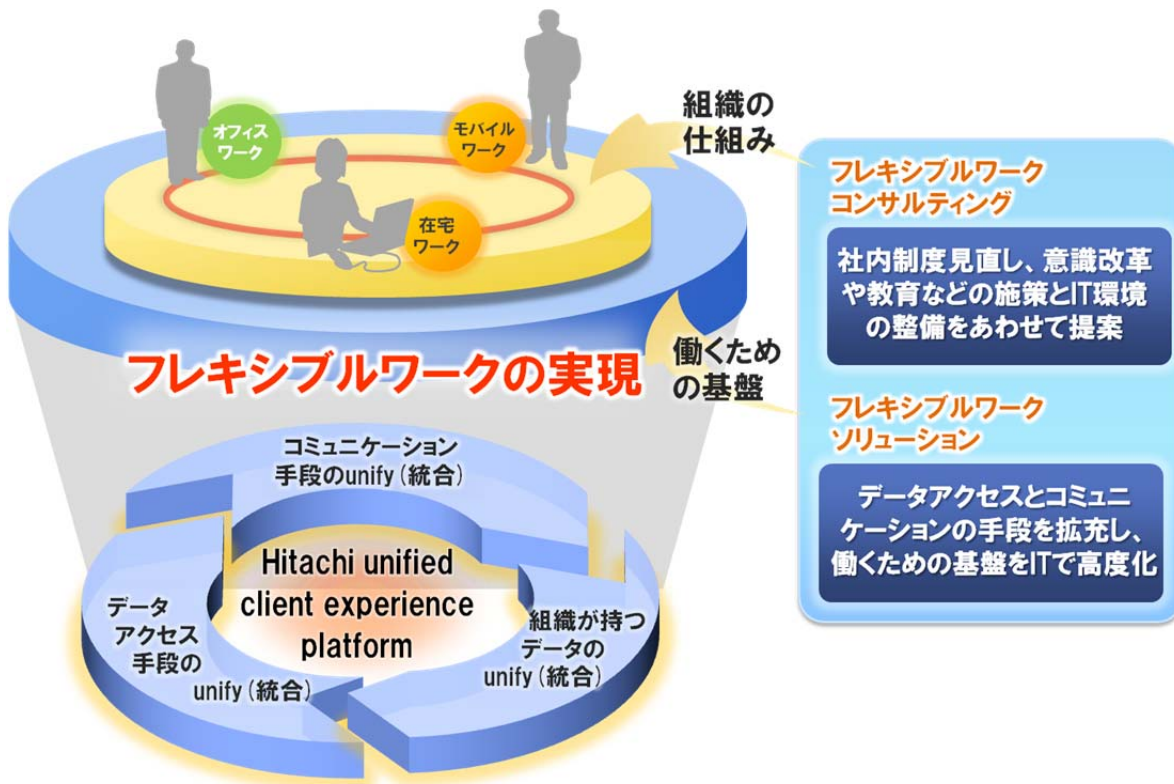 オフィス
ワーク
モバイル
ワーク
在宅
ワーク
組織の
仕組み
働くため
の基盤
フレキシブルワークの実現
コミュニケーション
手段のunify(統合)
Hitachi unified
client experience
platform
データ
アクセス
手段の
unify(統合)
組織が持つ
データの
unify(統合)
フレキシブルワーク
コンサルティング
社内制度見直し、意識改革
や教育などの施策とIT環境
の整備をあわせて提案
フレキシブルワーク
ソリューション
データアクセスとコミュニ
ケーションの手段を拡充し、
働くための基盤をITで高度化